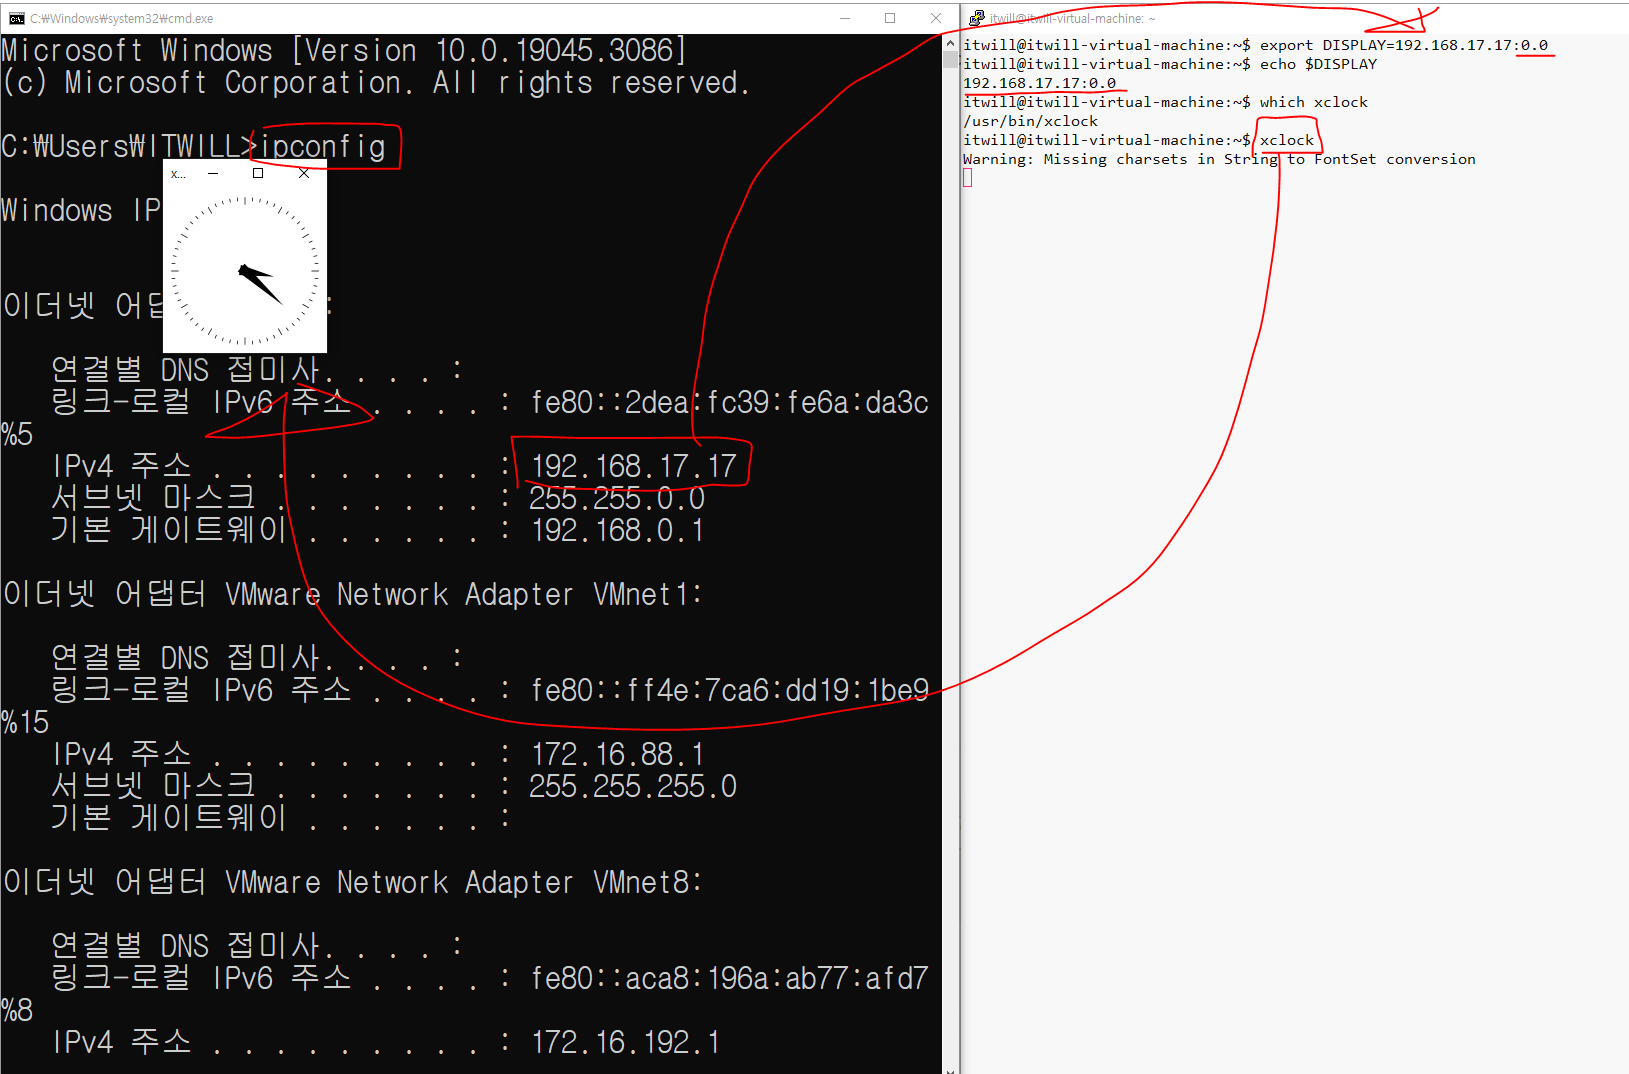 C:₩Windows₩system32₩cmd.exe
Microsoft Windows [Version 10.0.19045.3086]
(c) Microsoft Corporation. All rights reserved.
C:₩Users₩ITWILL>ipconfig
x...
Windows IP
이더넷 어댑 :
연결별 DNS 접미사. . . . :
링크-로컬 IPv6 주소 . . . . : fe80::2dea:fc39:fe6a:da3c
%5
IPv4 주소 . . . . . . . . . : 192.168.17.17
서브넷 마스크 . . . . . . . : 255.255.0.0
기본 게이트웨이 . . . . . . : 192.168.0.1
이더넷 어댑터 VMware Network Adapter VMnet1:
연결별 DNS 접미사. . . . :
링크-로컬 IPv6 주소 . . . . : fe80::ff4e:7ca6:dd19:1be9
%15
IPv4 주소 . . . . . . . . . : 172.16.88.1
서브넷 마스크 . . . . . . . : 255.255.255.0
기본 게이트웨이 . . . . . . :
이더넷 어댑터 VMware Network Adapter VMnet8:
연결별 DNS 접미사. . . . :
링크-로컬 IPv6 주소 . . . . : fe80::aca8:196a:ab77:afd7
%8
IPv4 주소 . . . . . . . . . : 172.16.192.1
itwill@itwill-virtual-machine: ~
itwill@itwill-virtual-machine:~$ export DISPLAY=192.168.17.17:0.0
itwill@itwill-virtual-machine:~$ echo $DISPLAY
192.168.17.17:0.0
itwill@itwill-virtual-machine:~$ which xclock
/usr/bin/xclock
itwill@itwill-virtual-machine:~$ xclock
Warning: Missing charsets in String to FontSet conversion